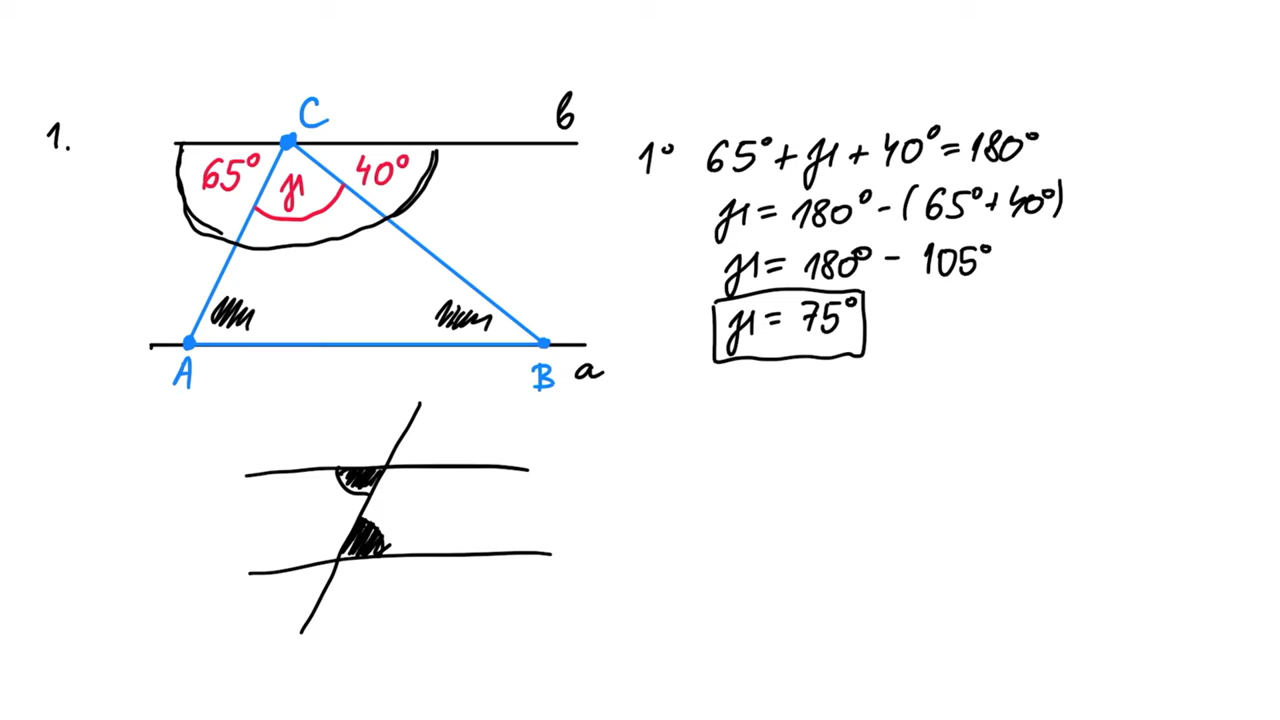 1.
C
b
65° γ 40°
A
B
a
1° 65° + γ + 40° = 180°
γ = 180° - (65° + 40°)
γ = 180° - 105°
γ = 75°